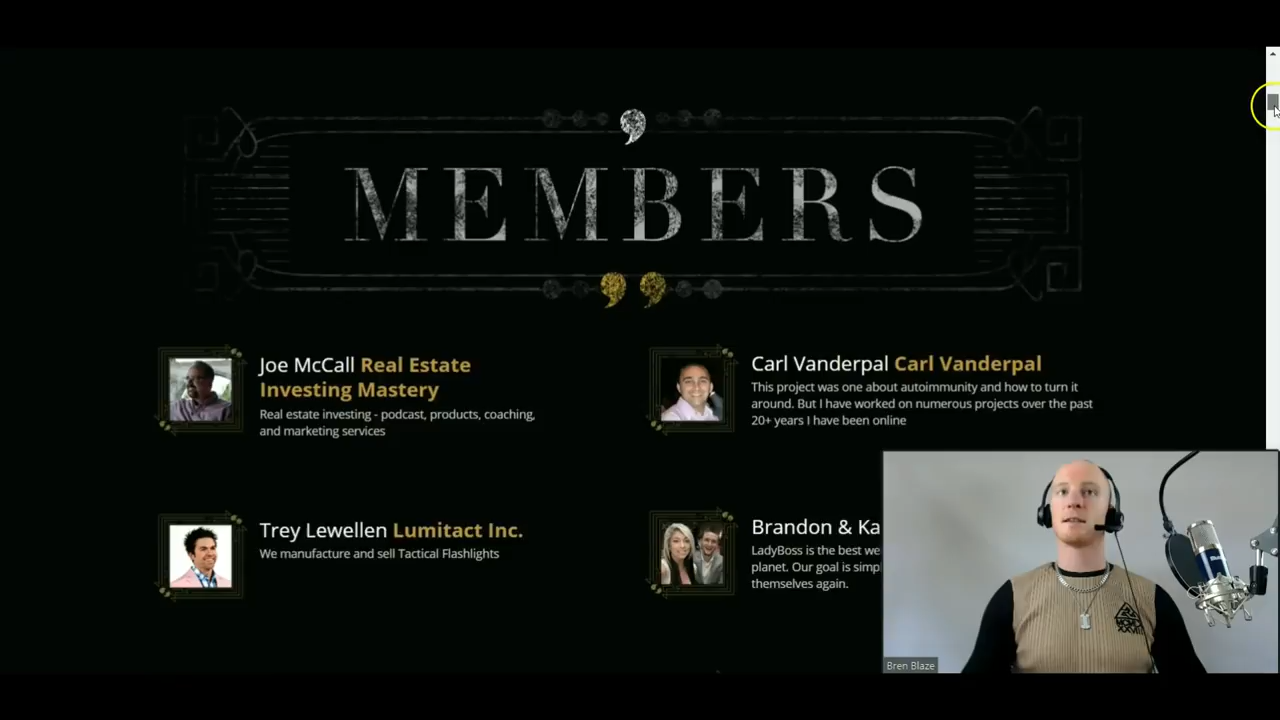 MEMBERS
Joe McCall Real Estate
Investing Mastery
Real estate investing - podcast, products, coaching,
and marketing services
Carl Vanderpal Carl Vanderpal
This project was one about autoimmunity and how to turn it
around. But I have worked on numerous projects over the past
20+ years I have been online
Trey Lewellen Lumitact Inc.
We manufacture and sell Tactical Flashlights
Brandon & Ka
LadyBoss is the best we
planet. Our goal is simp
themselves again.
Bren Blaze